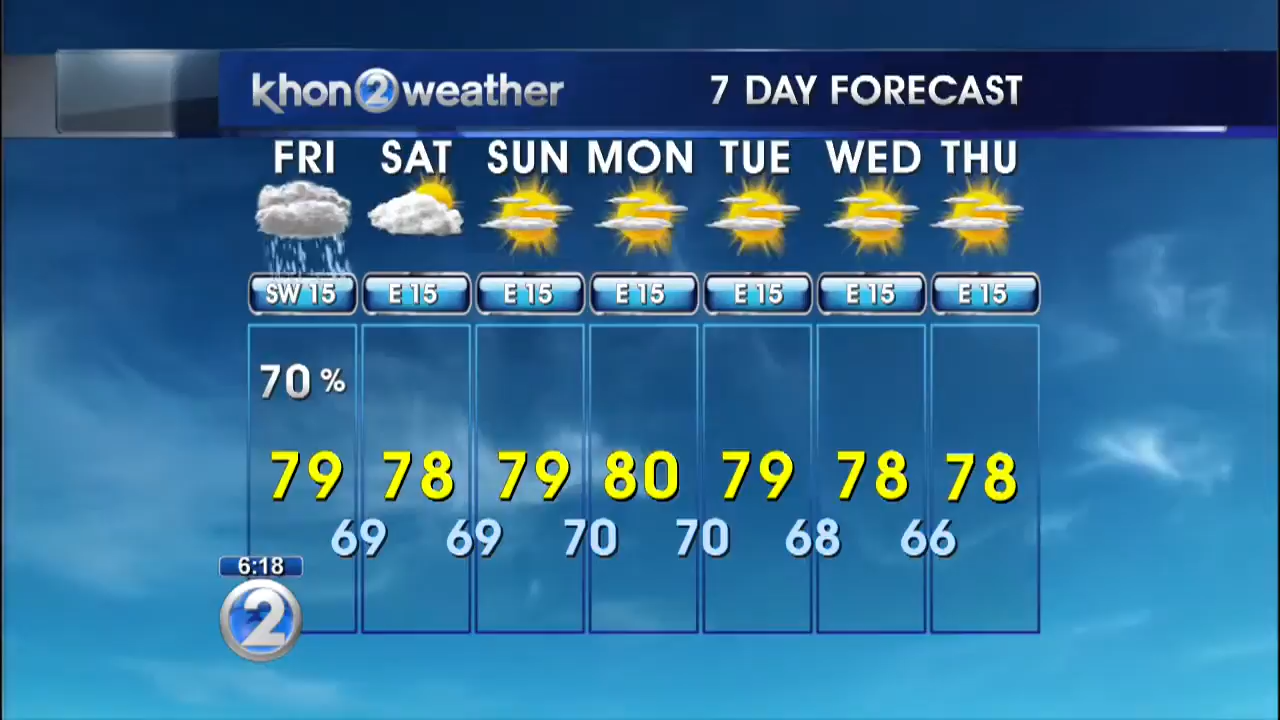 khon2weather 7 DAY FORECAST
FRI SAT SUN MON TUE WED THU
SW 15 E 15 E 15 E 15 E 15 E 15 E 15
70 %
79 78 79 80 79 78 78
69 69 70 70 68 66
6:18
2